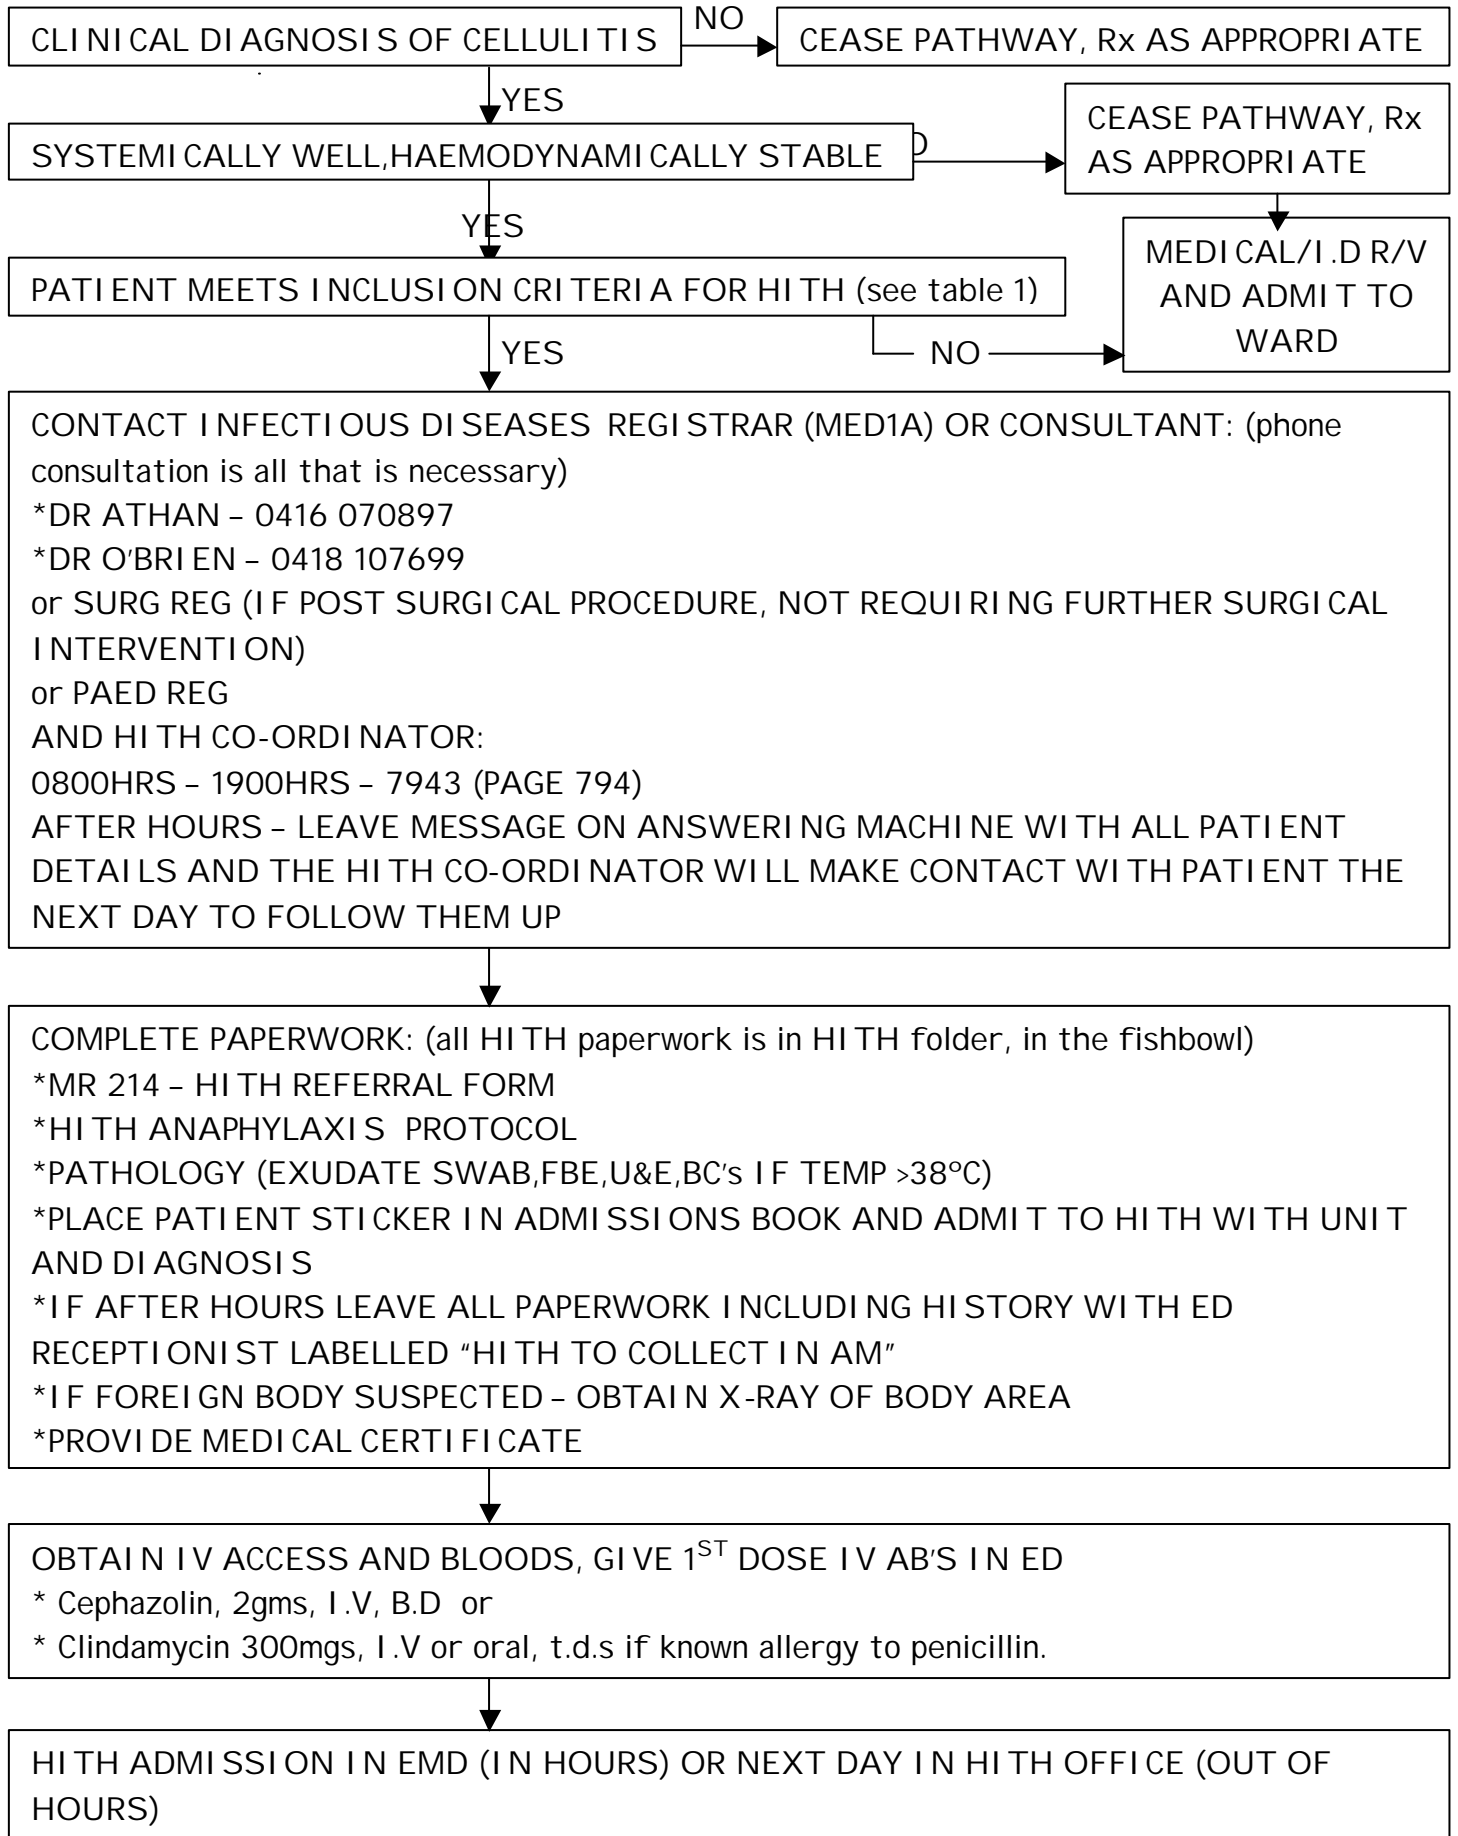 CLINICAL DIAGNOSIS OF CELLULITIS
NO
CEASE PATHWAY, Rx AS APPROPRIATE
YES
SYSTEMICALLY WELL,HAEMODYNAMICALLY STABLE
CEASE PATHWAY, Rx
AS APPROPRIATE
YES
MEDICAL/I.D R/V
AND ADMIT TO
WARD
PATIENT MEETS INCLUSION CRITERIA FOR HITH (see table 1)
YES
NO
CONTACT INFECTIOUS DISEASES REGISTRAR (MED1A) OR CONSULTANT: (phone
consultation is all that is necessary)
*DR ATHAN – 0416 070897
*DR O'BRIEN – 0418 107699
or SURG REG (IF POST SURGICAL PROCEDURE, NOT REQUIRING FURTHER SURGICAL
INTERVENTION)
or PAED REG
AND HITH CO-ORDINATOR:
0800HRS – 1900HRS – 7943 (PAGE 794)
AFTER HOURS – LEAVE MESSAGE ON ANSWERING MACHINE WITH ALL PATIENT
DETAILS AND THE HITH CO-ORDINATOR WILL MAKE CONTACT WITH PATIENT THE
NEXT DAY TO FOLLOW THEM UP
COMPLETE PAPERWORK: (all HITH paperwork is in HITH folder, in the fishbowl)
*MR 214 – HITH REFERRAL FORM
*HITH ANAPHYLAXIS PROTOCOL
*PATHOLOGY (EXUDATE SWAB,FBE,U&E,BC's IF TEMP >38°C)
*PLACE PATIENT STICKER IN ADMISSIONS BOOK AND ADMIT TO HITH WITH UNIT
AND DIAGNOSIS
*IF AFTER HOURS LEAVE ALL PAPERWORK INCLUDING HISTORY WITH ED
RECEPTIONIST LABELLED “HITH TO COLLECT IN AM”
*IF FOREIGN BODY SUSPECTED – OBTAIN X-RAY OF BODY AREA
*PROVIDE MEDICAL CERTIFICATE
OBTAIN IV ACCESS AND BLOODS, GIVE 1ST DOSE IV AB'S IN ED
* Cephazolin, 2gms, I.V, B.D or
* Clindamycin 300mgs, I.V or oral, t.d.s if known allergy to penicillin.
HITH ADMISSION IN EMD (IN HOURS) OR NEXT DAY IN HITH OFFICE (OUT OF
HOURS)